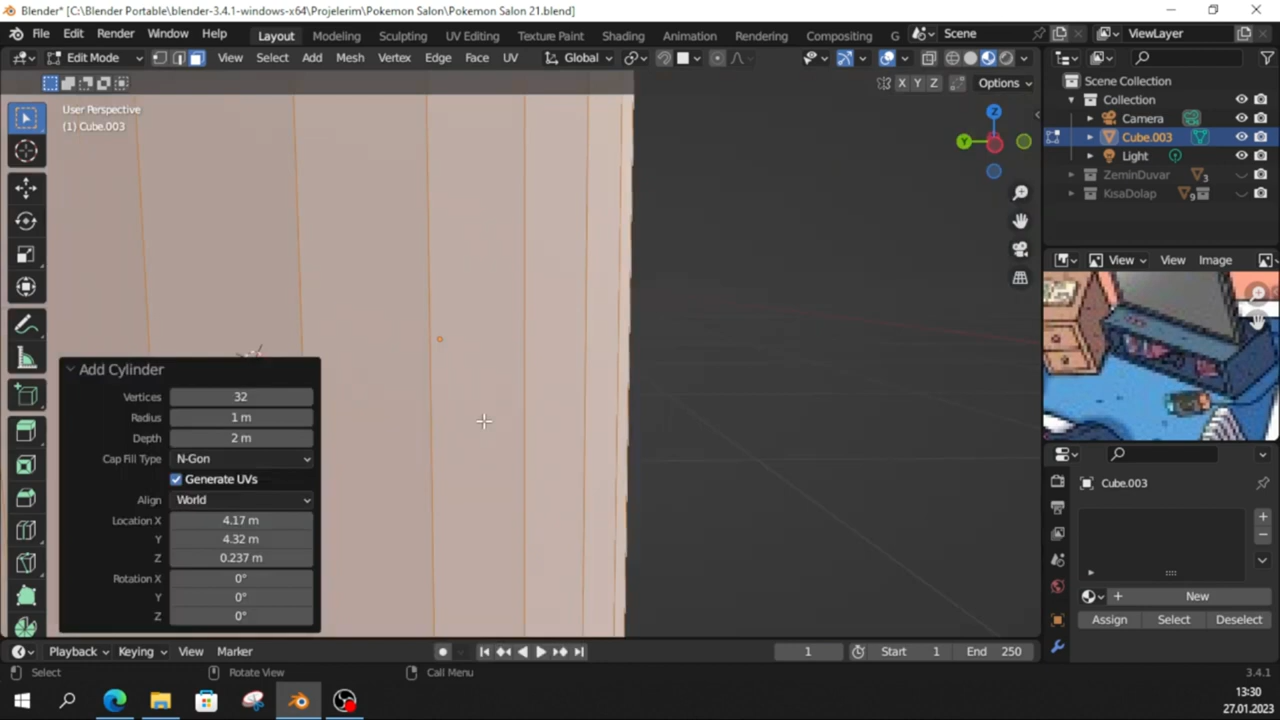 Blender* [C:\Blender Portable\blender-3.4.1-windows-x64\Projelerim\Pokemon Salon\Pokemon Salon 21.blend]
File Edit Render Window Help Layout Modeling Sculpting UV Editing Texture Paint Shading Animation Rendering Compositing G Scene ViewLayer
Edit Mode View Select Add Mesh Vertex Edge Face UV Global
X Y Z Options
User Perspective
(1) Cube.003
Z
Y
Scene Collection
Collection
Camera
Cube.003
Light
ZeminDuvar 3
KısaDolap 9
View View Image
Add Cylinder
Vertices 32
Radius 1 m
Depth 2 m
Cap Fill Type N-Gon
Generate UVs
Align World
Location X 4.17 m
Y 4.32 m
Z 0.237 m
Rotation X 0°
Y 0°
Z 0°
Cube.003
New
Assign Select Deselect
Playback Keying View Marker 1 Start 1 End 250
Select Rotate View Call Menu 3.4.1
13:30
27.01.2023